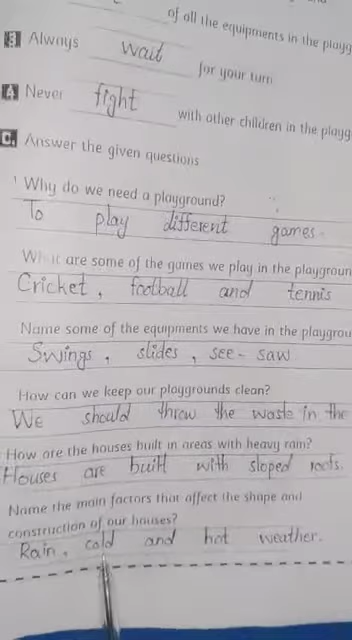 of all the equipments in the playg
3 Always wait for your turn
4 Never fight with other children in the playg
C. Answer the given questions
1 Why do we need a playground?
To play different games.
What are some of the games we play in the playgroun
Cricket, football and tennis
Name some of the equipments we have in the playgrou
Swings, slides, see-saw
How can we keep our playgrounds clean?
We should throw the waste in the
How are the houses built in areas with heavy rain?
Houses are built with sloped roofs.
Name the main factors that affect the shape and
construction of our houses?
Rain, cold and hot weather.